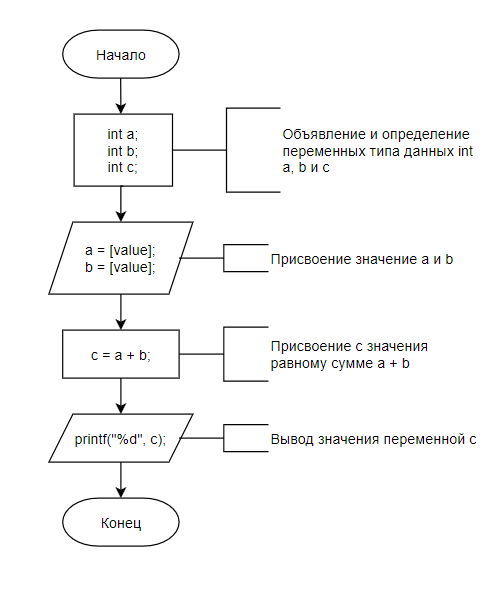 Начало
int a;
int b;
int c;
Объявление и определение
переменных типа данных int
a, b и c
a = [value];
b = [value];
Присвоение значение a и b
c = a + b;
Присвоение c значения
равному сумме a + b
printf("%d", c);
Вывод значения переменной c
Конец